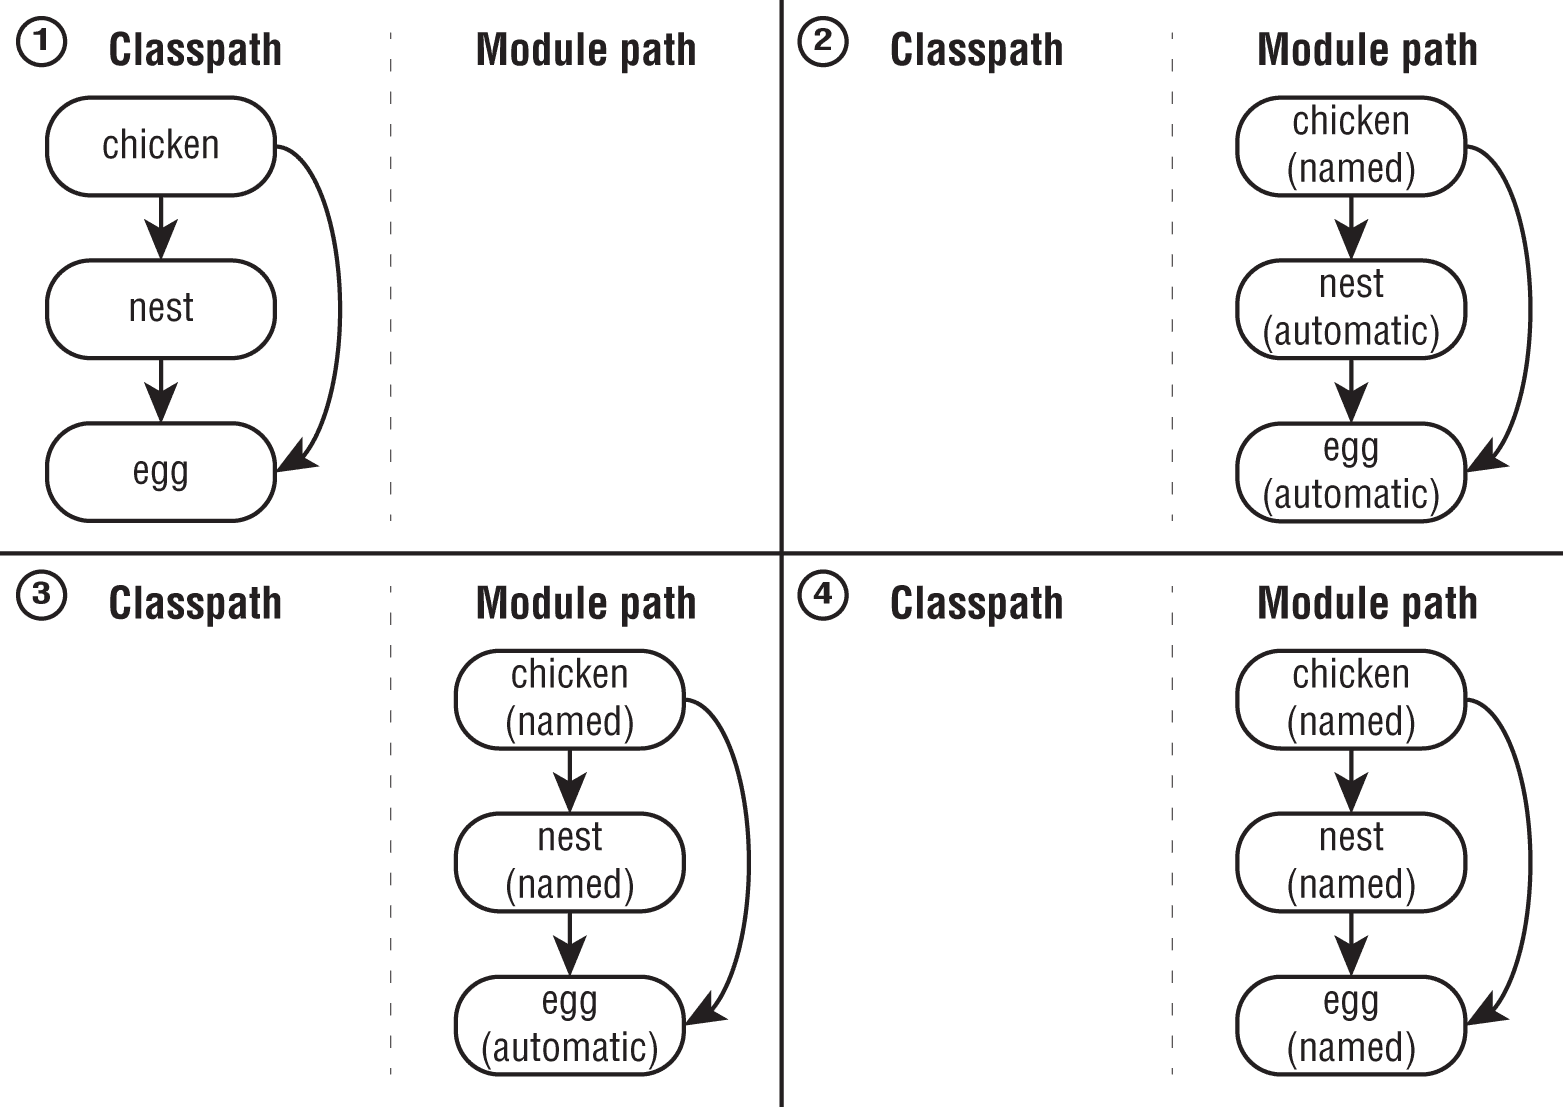 1 Classpath Module path
chicken
nest
egg
2 Classpath Module path
chicken
(named)
nest
(automatic)
egg
(automatic)
3 Classpath Module path
chicken
(named)
nest
(named)
egg
(automatic)
4 Classpath Module path
chicken
(named)
nest
(named)
egg
(named)